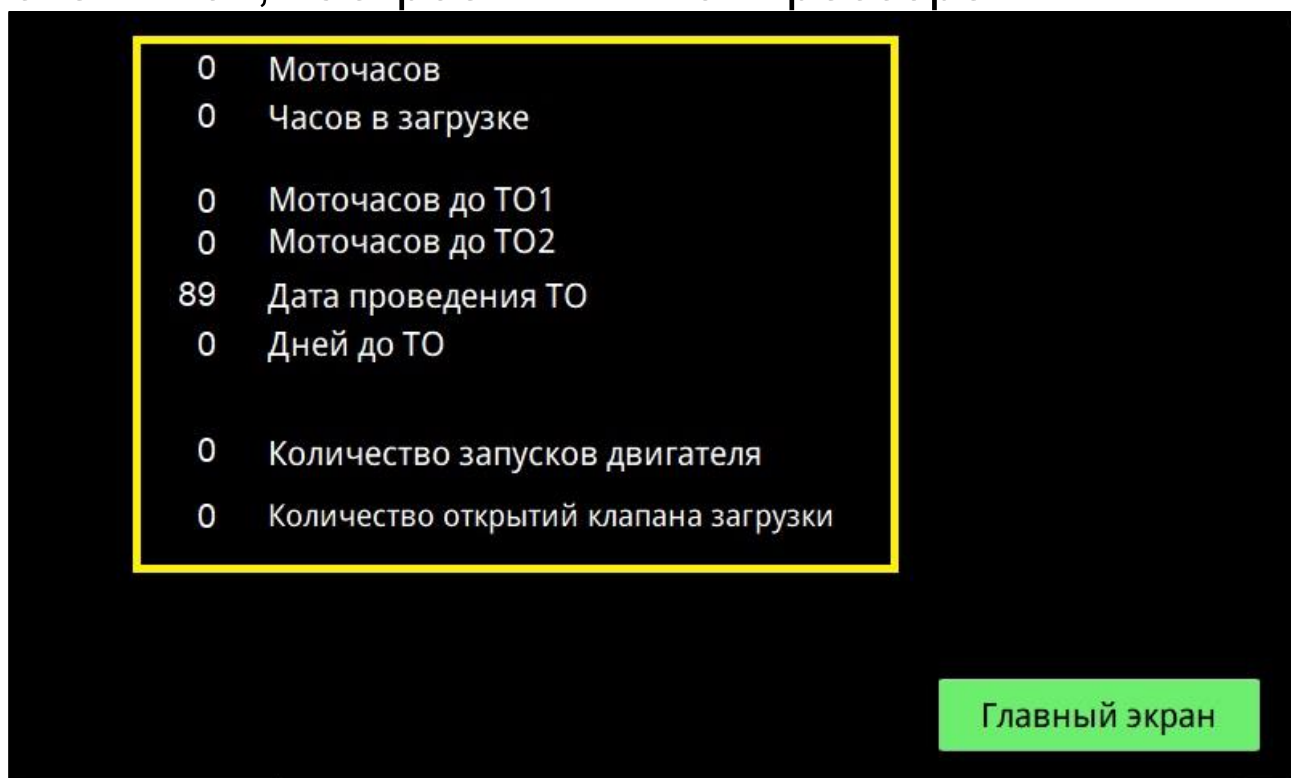 0 Моточасов
0 Часов в загрузке
0 Моточасов до ТО1
0 Моточасов до ТО2
89 Дата проведения ТО
0 Дней до ТО
0 Количество запусков двигателя
0 Количество открытий клапана загрузки
Главный экран